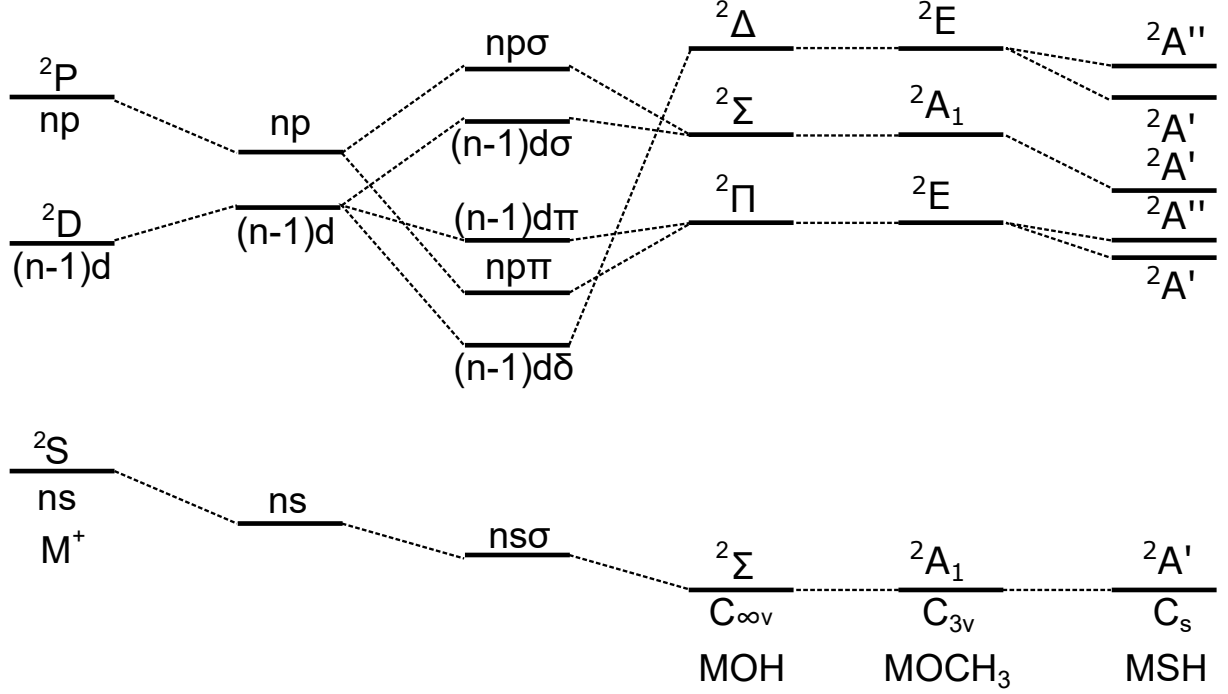 ²P
np
²D
(n-1)d
²S
ns
M⁺
np
(n-1)d
ns
npσ
(n-1)dσ
(n-1)dπ
npπ
(n-1)dδ
nsσ
²Δ
²Σ
²Π
²Σ
C∞v
MOH
²E
²A₁
²E
²A₁
C₃v
MOCH₃
²A''
²A'
²A'
²A''
²A'
²A'
Cₛ
MSH